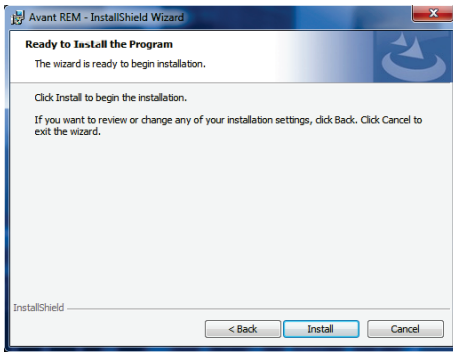 Avant REM - InstallShield Wizard
Ready to Install the Program
The wizard is ready to begin installation.
Click Install to begin the installation.
If you want to review or change any of your installation settings, click Back. Click Cancel to
exit the wizard.
InstallShield
< Back Install Cancel